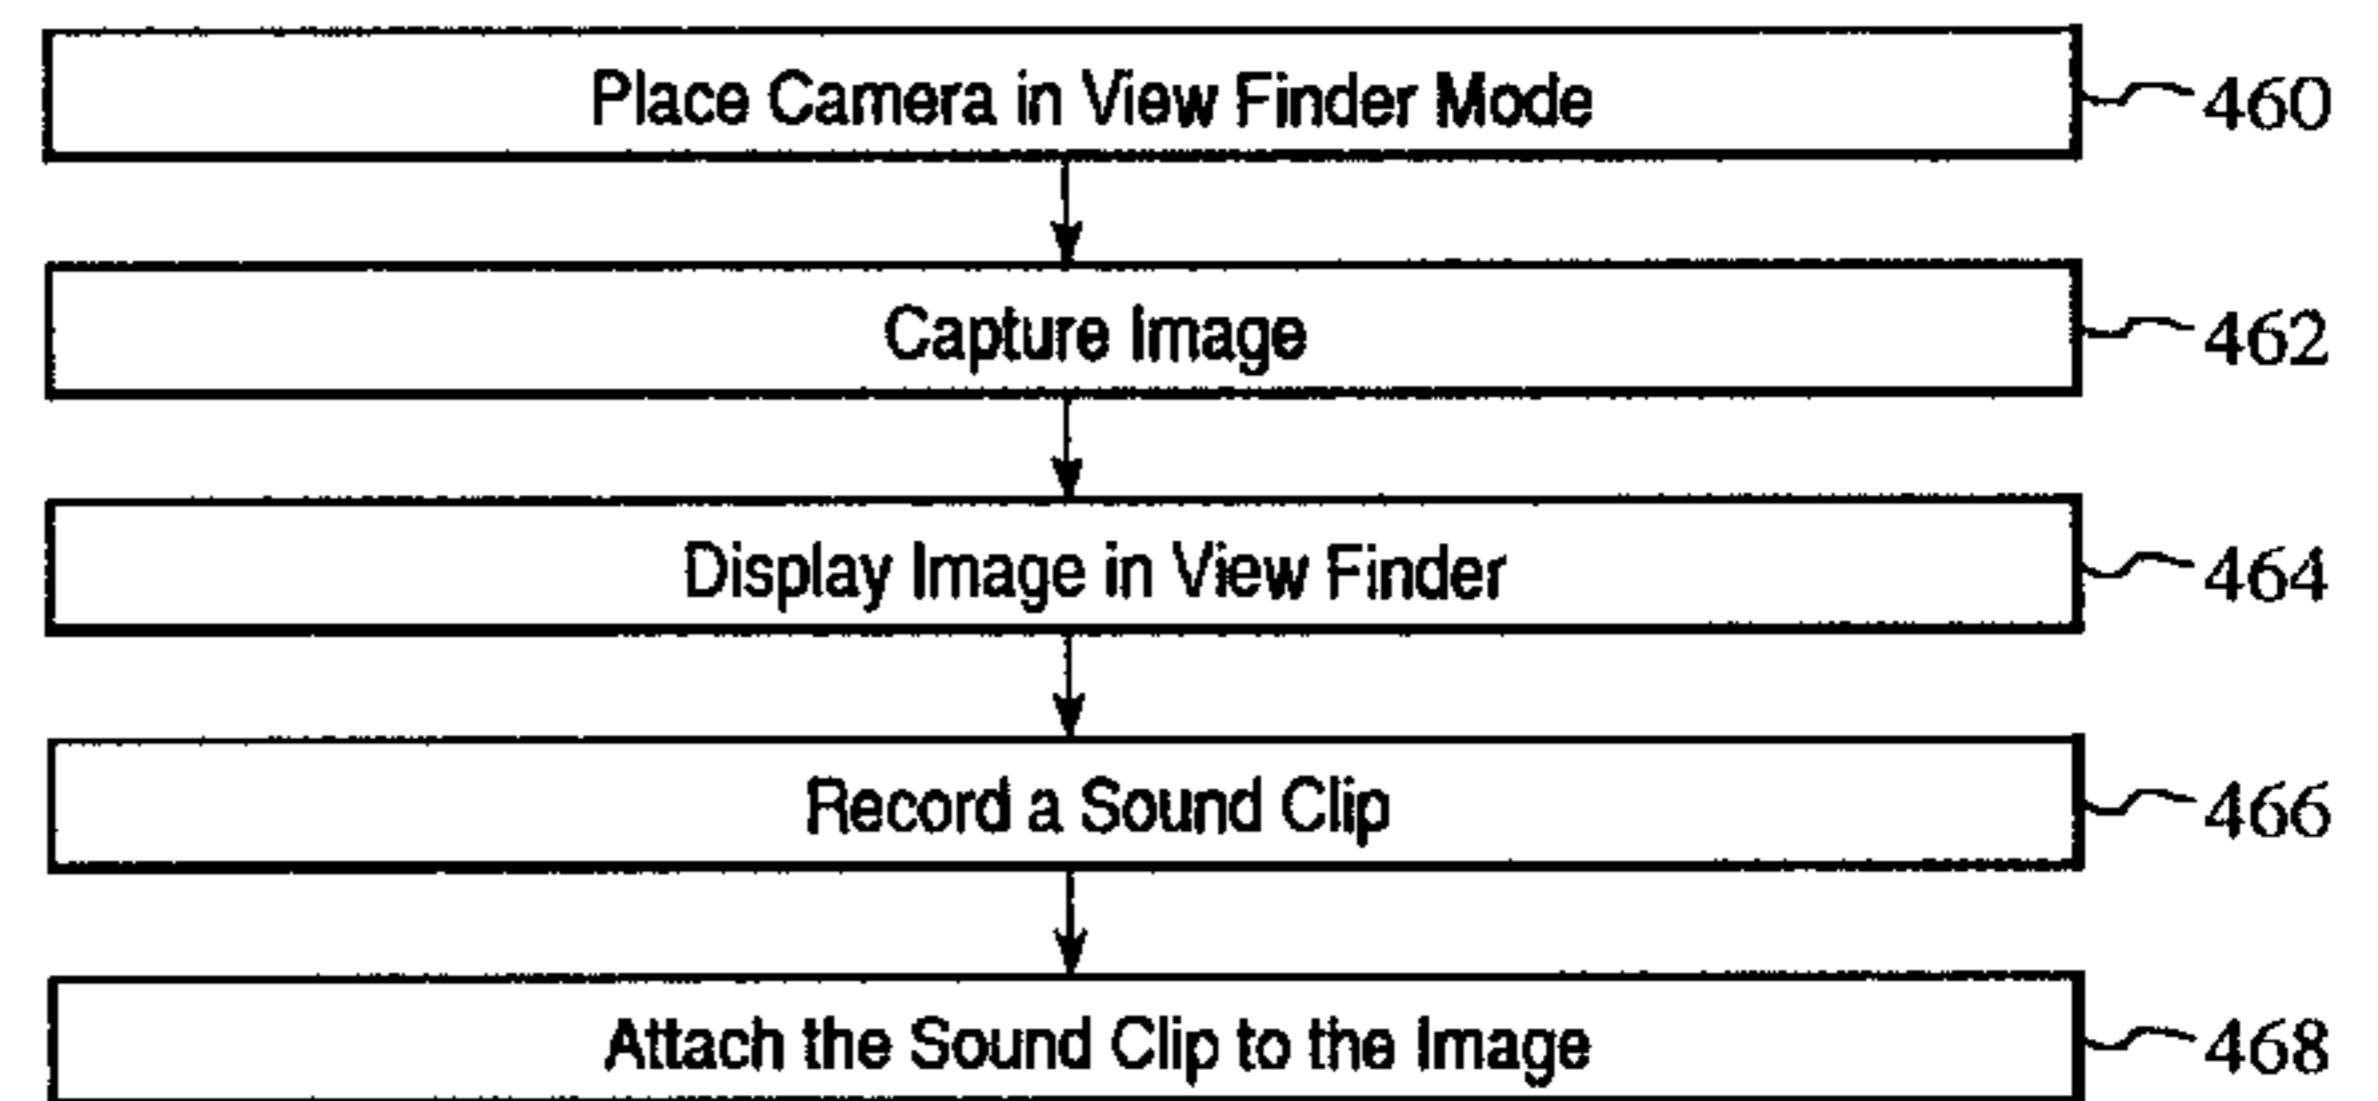 Place Camera in View Finder Mode 460
Capture Image 462
Display Image in View Finder 464
Record a Sound Clip 466
Attach the Sound Clip to the Image 468